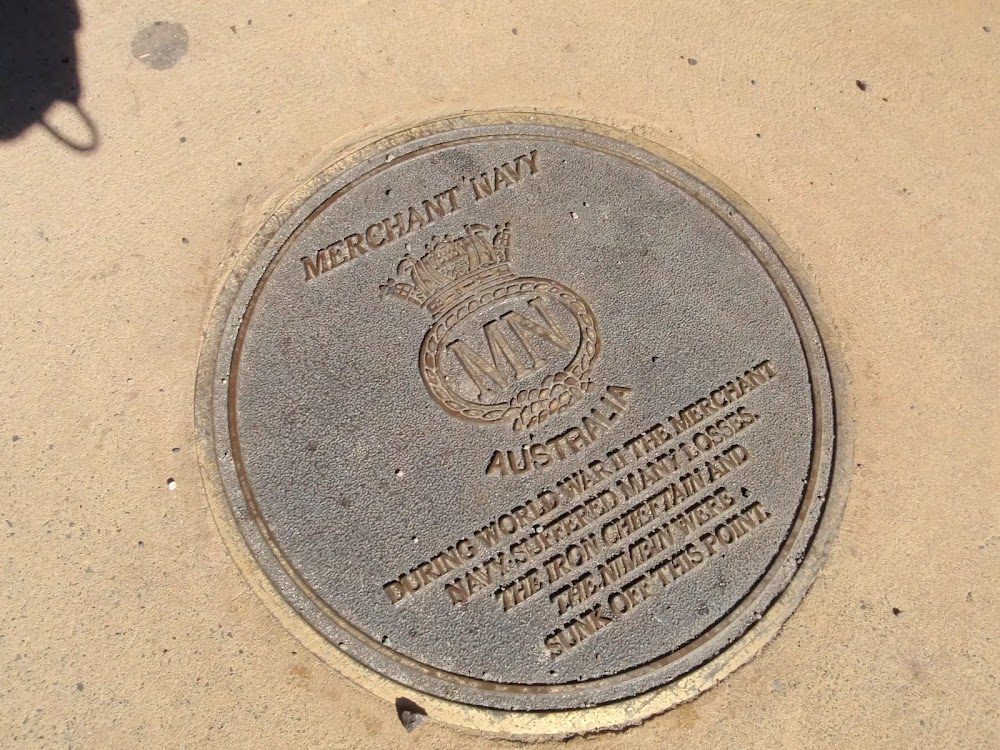 MERCHANT NAVY
MN
AUSTRALIA
DURING WORLD WAR II THE MERCHANT
NAVY SUFFERED MANY LOSSES.
THE IRON CHIEFTAIN AND
THE NIMBIN WERE
SUNK OFF THIS POINT.